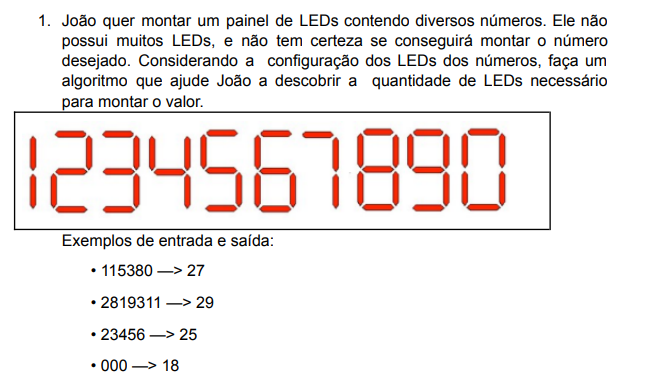 1. João quer montar um painel de LEDs contendo diversos números. Ele não
possui muitos LEDs, e não tem certeza se conseguirá montar o número
desejado. Considerando a configuração dos LEDs dos números, faça um
algoritmo que ajude João a descobrir a quantidade de LEDs necessário
para montar o valor.
1234567890
Exemplos de entrada e saída:
• 115380 —> 27
• 2819311 —> 29
• 23456 —> 25
• 000 —> 18